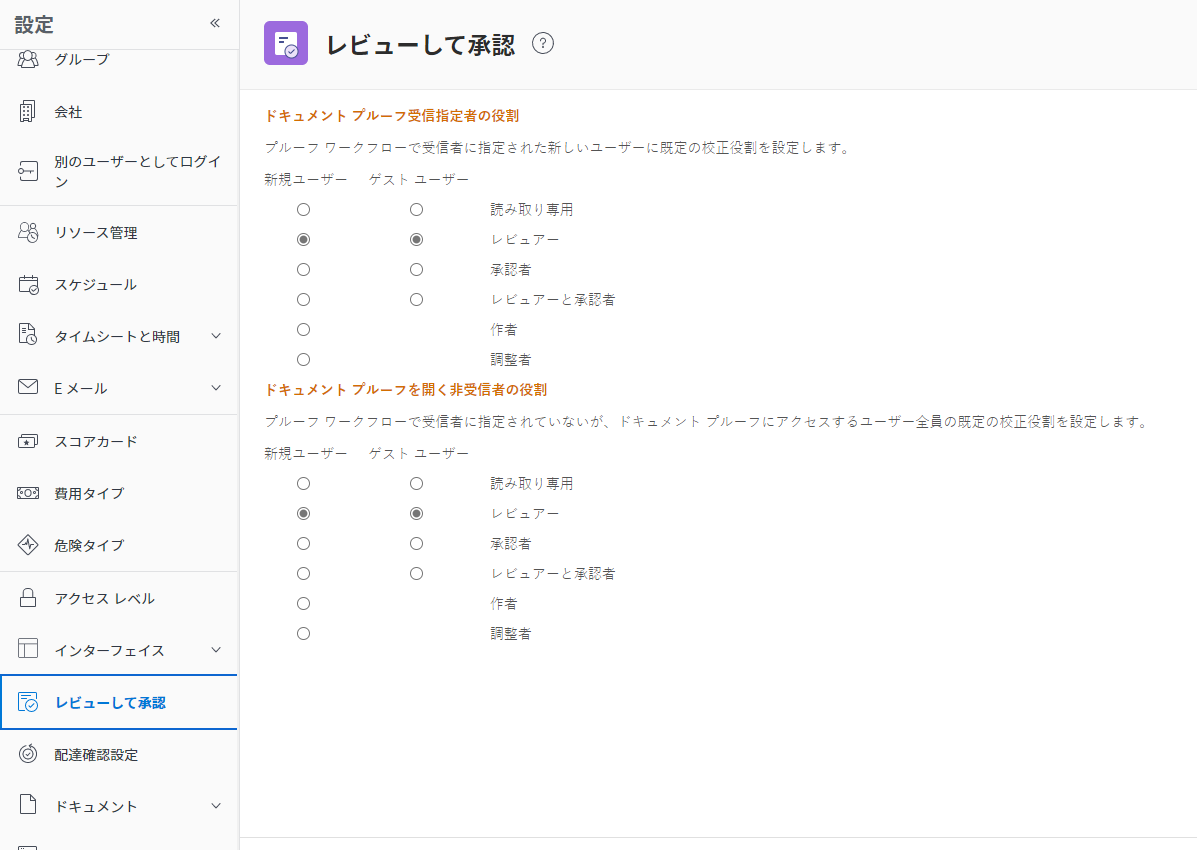 設定
グループ
会社
別のユーザーとしてログイ
ン
リソース管理
スケジュール
タイムシートと時間
E メール
スコアカード
費用タイプ
危険タイプ
アクセス レベル
インターフェイス
レビューして承認
配達確認設定
ドキュメント
レビューして承認
ドキュメント プルーフ受信指定者の役割
プルーフ ワークフローで受信者に指定された新しいユーザーに既定の校正役割を設定します。
新規ユーザー ゲスト ユーザー
読み取り専用
レビュアー
承認者
レビュアーと承認者
作者
調整者
ドキュメント プルーフを開く非受信者の役割
プルーフ ワークフローで受信者に指定されていないが、ドキュメント プルーフにアクセスするユーザー全員の既定の校正役割を設定します。
新規ユーザー ゲスト ユーザー
読み取り専用
レビュアー
承認者
レビュアーと承認者
作者
調整者